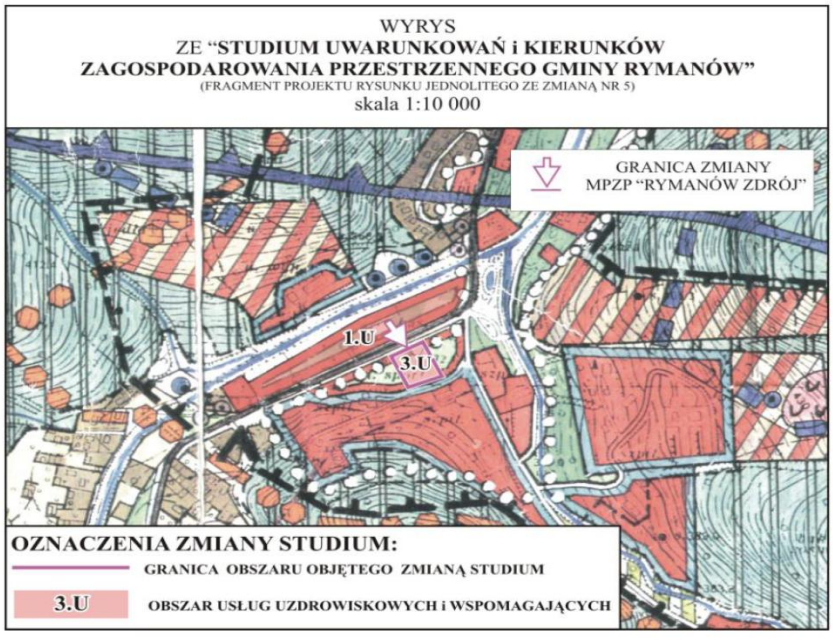 WYRYS
ZE “STUDIUM UWARUNKOWAŃ i KIERUNKÓW
ZAGOSPODAROWANIA PRZESTRZENNEGO GMINY RYMANÓW”
(FRAGMENT PROJEKTU RYSUNKU JEDNOLITEGO ZE ZMIANĄ NR 5)
skala 1:10 000
GRANICA ZMIANY
MPZP “RYMANÓW ZDRÓJ”
1.U
3.U
OZNACZENIA ZMIANY STUDIUM:
GRANICA OBSZARU OBJĘTEGO ZMIANĄ STUDIUM
3.U
OBSZAR USŁUG UZDROWISKOWYCH i WSPOMAGAJĄCYCH